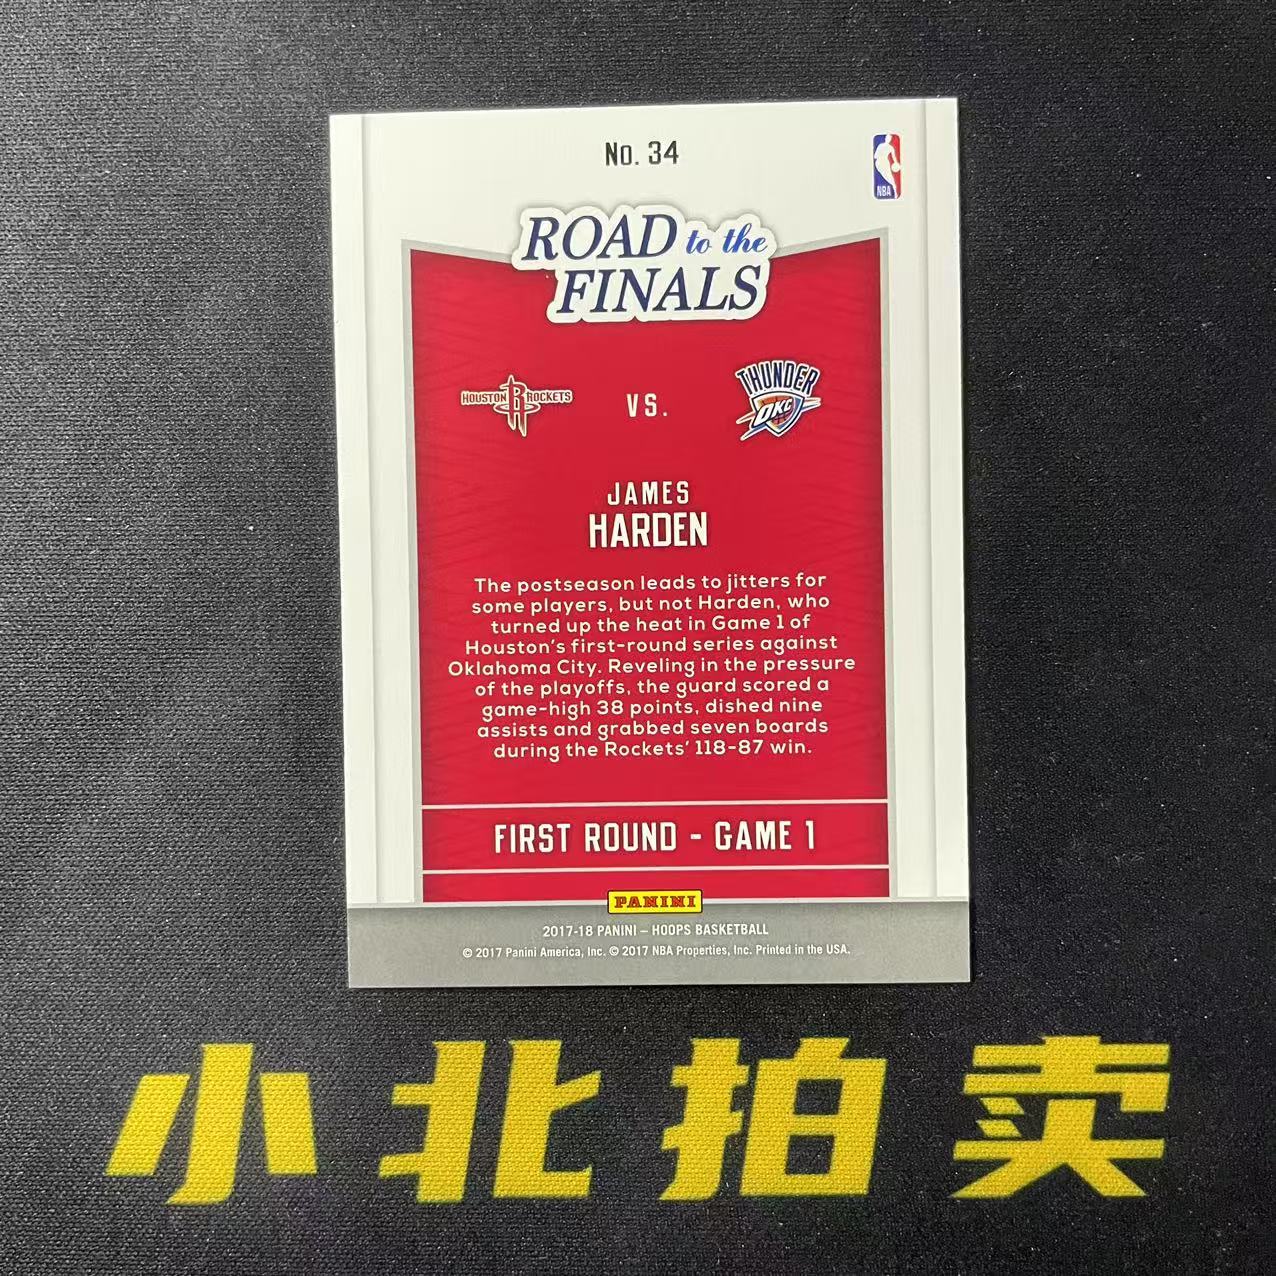 No. 34
NBA
ROAD to the
FINALS
HOUSTON ROCKETS
VS.
THUNDER
OKC
JAMES
HARDEN
The postseason leads to jitters for
some players, but not Harden, who
turned up the heat in Game 1 of
Houston's first-round series against
Oklahoma City. Reveling in the pressure
of the playoffs, the guard scored a
game-high 38 points, dished nine
assists and grabbed seven boards
during the Rockets' 118-87 win.
FIRST ROUND - GAME 1
PANINI
2017-18 PANINI – HOOPS BASKETBALL
© 2017 Panini America, Inc. © 2017 NBA Properties, Inc. Printed in the USA.
小北拍卖